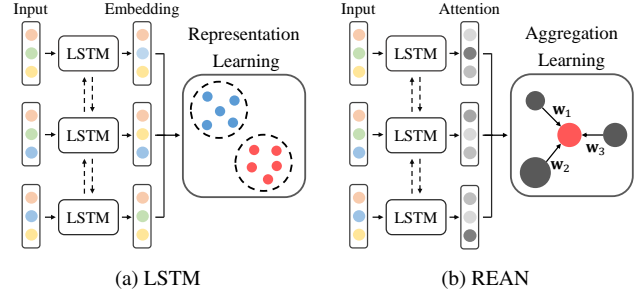 Input Embedding
Representation
Learning
LSTM
LSTM
LSTM
(a) LSTM
Input Attention
Aggregation
Learning
LSTM
LSTM
LSTM
w1
w2
w3
(b) REAN